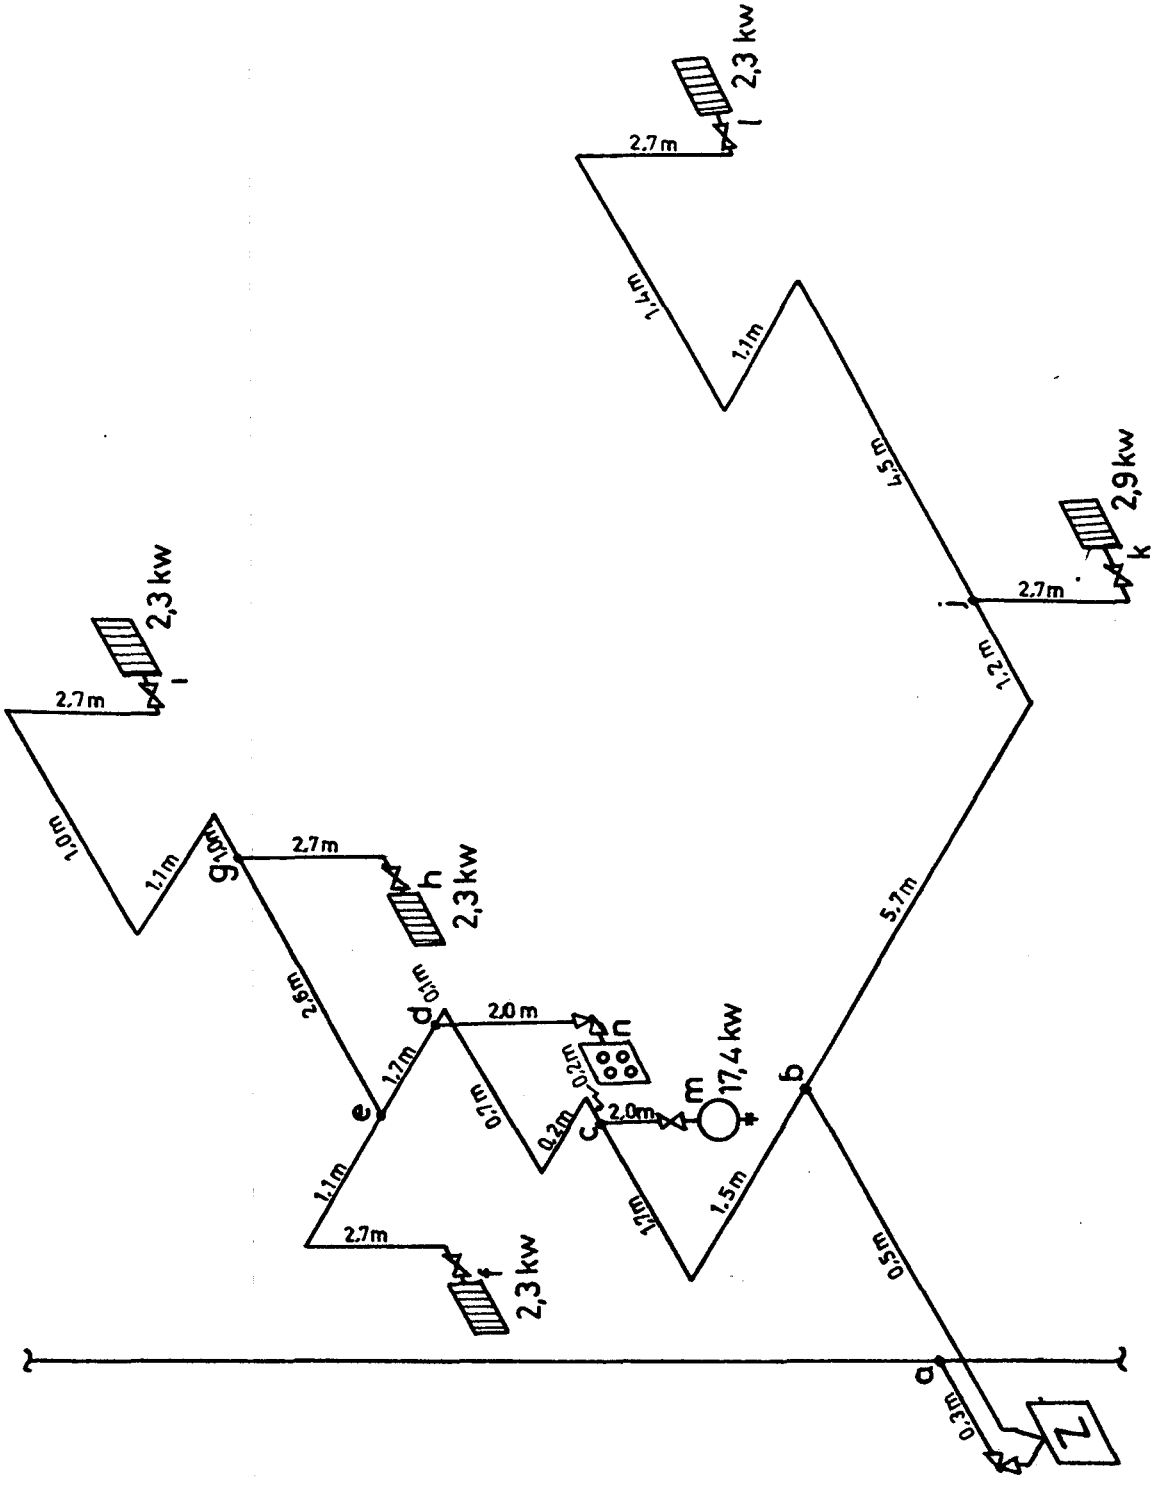 2,3 kw
l
2.7m
1.4m
1.1m
4,5m
2,9kw
k
2.7m
j
1.2m
2,3 kw
i
2.7m
1.0m
1.1m
1.0m
g
2.7m
h
2,3 kw
5.7m
2.6m
0.1m
d
2.0m
n
0.2m
1.7m
e
0.7m
0.2m
c
2.0m
m
17,4 kw
b
1.1m
2.7m
f
2,3 kw
1.7m
1.5m
0.5m
a
0.3m
Z